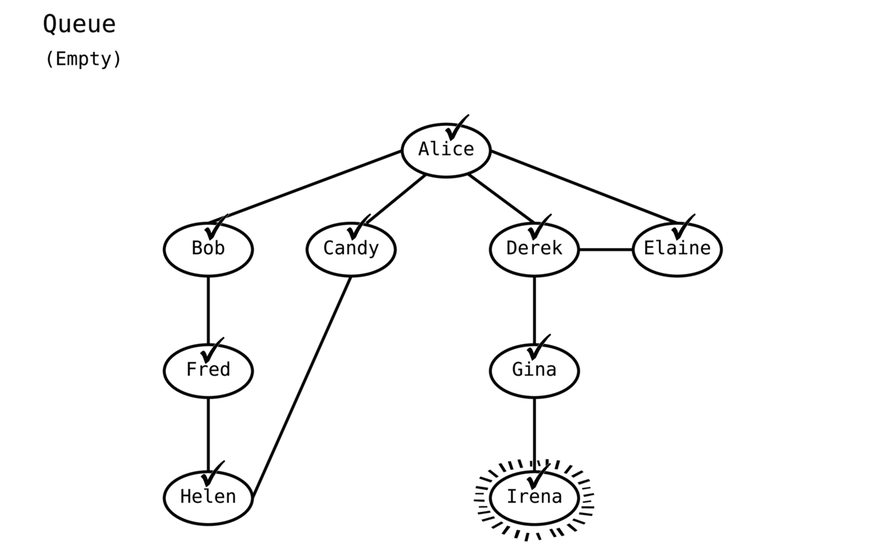 Queue
(Empty)
Alice
Bob
Candy
Derek
Elaine
Fred
Gina
Helen
Irena